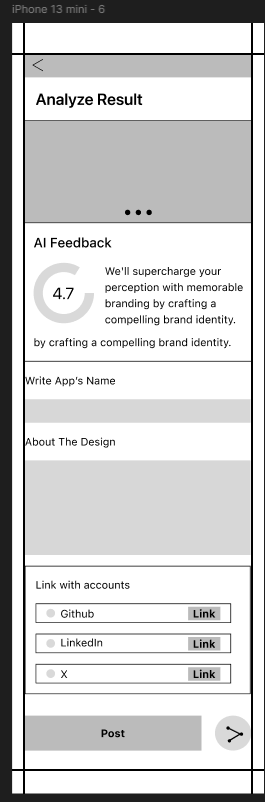 iPhone 13 mini - 6
Analyze Result
AI Feedback
4.7
We'll supercharge your
perception with memorable
branding by crafting a
compelling brand identity.
by crafting a compelling brand identity.
Write App's Name
About The Design
Link with accounts
Github Link
LinkedIn Link
X Link
Post